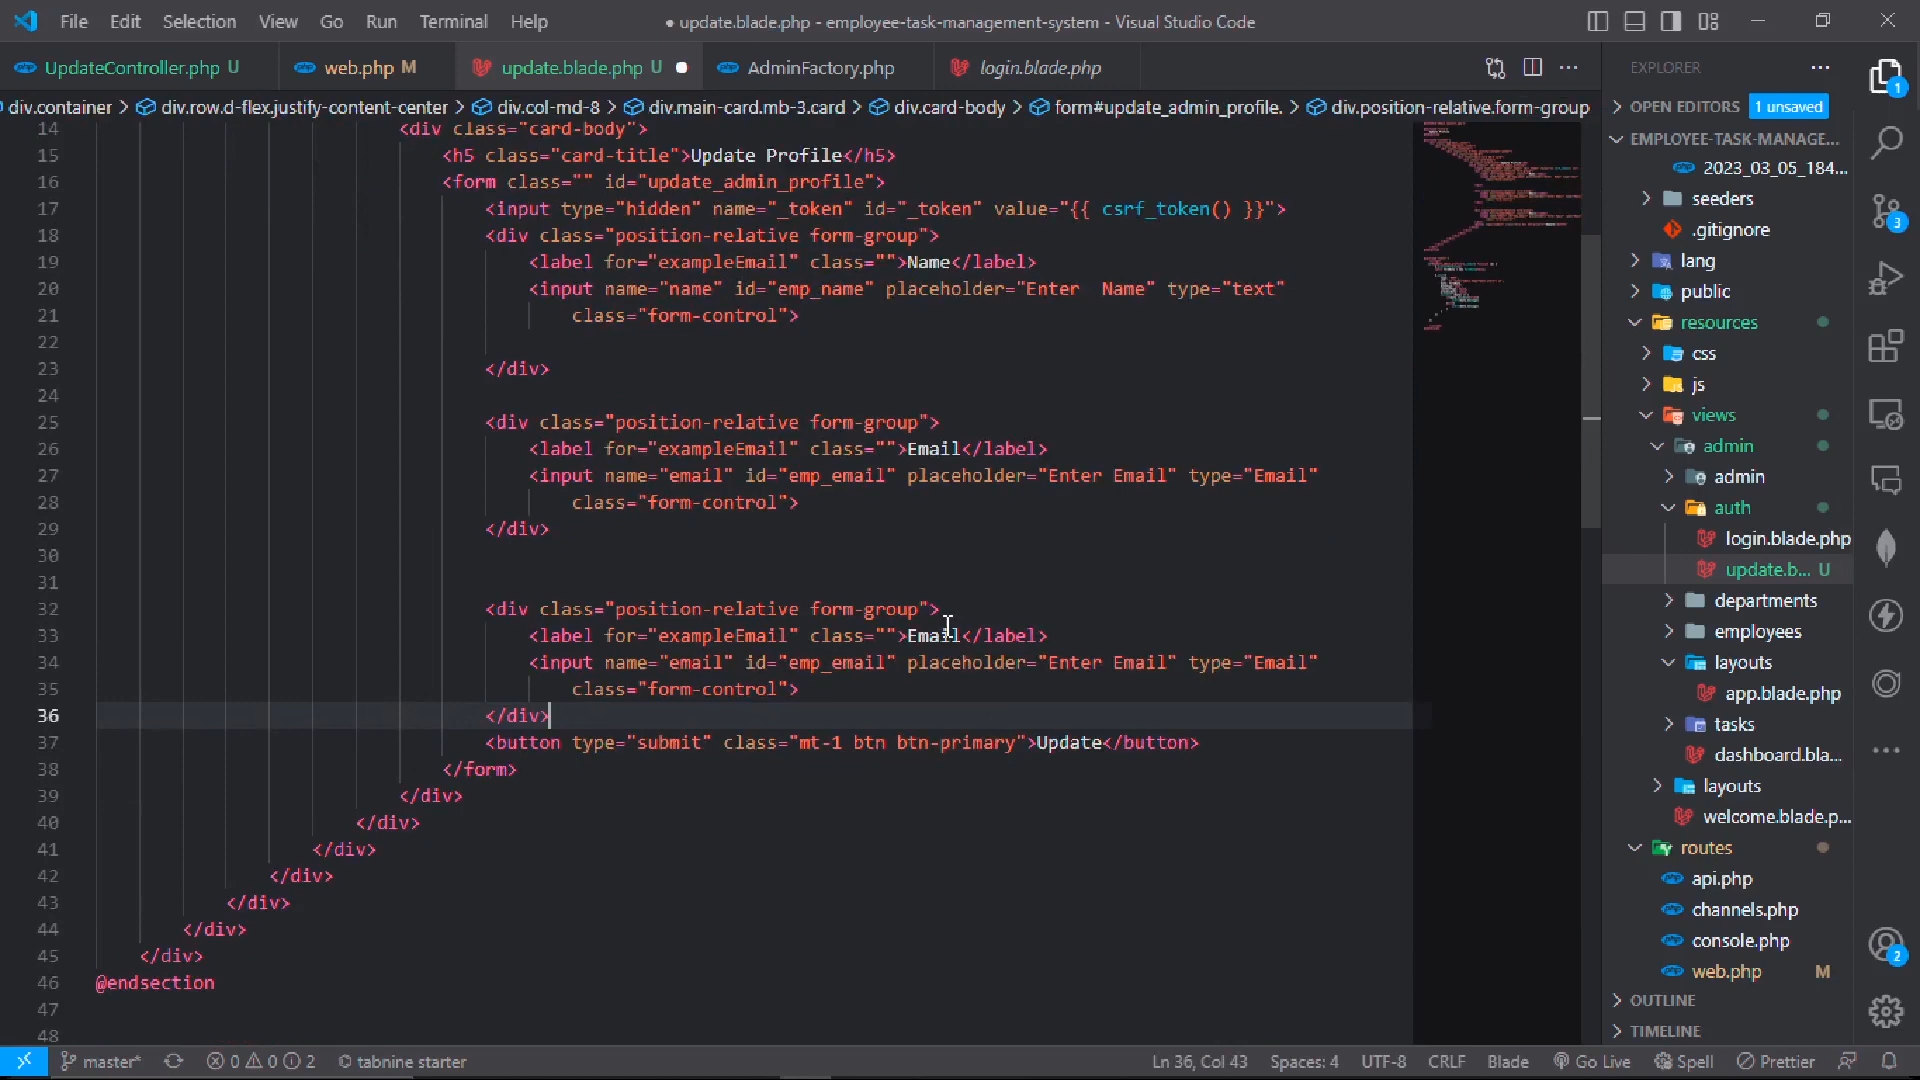 File Edit Selection View Go Run Terminal Help
● update.blade.php - employee-task-management-system - Visual Studio Code
UpdateController.php U
web.php M
update.blade.php U
AdminFactory.php
login.blade.php
div.container > div.row.d-flex.justify-content-center > div.col-md-8 > div.main-card.mb-3.card > div.card-body > form#update_admin_profile. > div.position-relative.form-group
14 <div class="card-body">
15 <h5 class="card-title">Update Profile</h5>
16 <form class="" id="update_admin_profile">
17 <input type="hidden" name="_token" id="_token" value="{{ csrf_token() }}">
18 <div class="position-relative form-group">
19 <label for="exampleEmail" class="">Name</label>
20 <input name="name" id="emp_name" placeholder="Enter  Name" type="text"
21 class="form-control">
22
23 </div>
24
25 <div class="position-relative form-group">
26 <label for="exampleEmail" class="">Email</label>
27 <input name="email" id="emp_email" placeholder="Enter Email" type="Email"
28 class="form-control">
29 </div>
30
31
32 <div class="position-relative form-group">
33 <label for="exampleEmail" class="">Email</label>
34 <input name="email" id="emp_email" placeholder="Enter Email" type="Email"
35 class="form-control">
36 </div>
37 <button type="submit" class="mt-1 btn btn-primary">Update</button>
38 </form>
39 </div>
40 </div>
41 </div>
42 </div>
43 </div>
44 </div>
45 </div>
46 @endsection
47
48
EXPLORER
OPEN EDITORS 1 unsaved
EMPLOYEE-TASK-MANAGE...
2023_03_05_184...
seeders
.gitignore
lang
public
resources
css
js
views
admin
admin
auth
login.blade.php
update.b... U
departments
employees
layouts
app.blade.php
tasks
dashboard.bla...
layouts
welcome.blade.p...
routes
api.php
channels.php
console.php
web.php M
OUTLINE
TIMELINE
1
3
2
master* 0 0 2 tabnine starter
Ln 36, Col 43 Spaces: 4 UTF-8 CRLF Blade Go Live Spell Prettier